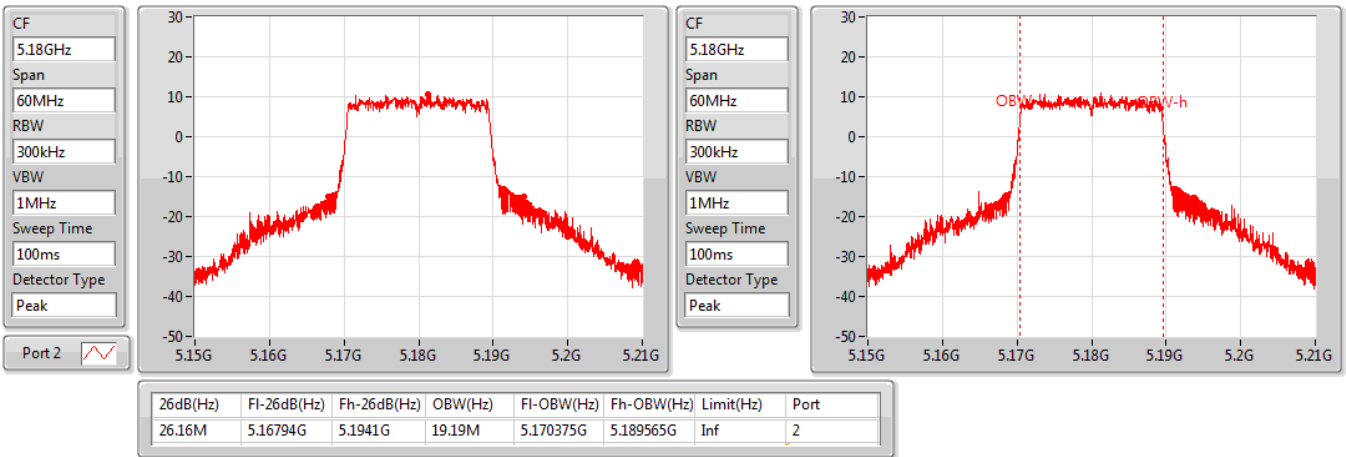 CF
5.18GHz
Span
60MHz
RBW
300kHz
VBW
1MHz
Sweep Time
100ms
Detector Type
Peak
Port 2
30
20
10
0
-10
-20
-30
-40
-50
5.15G 5.16G 5.17G 5.18G 5.19G 5.2G 5.21G
CF
5.18GHz
Span
60MHz
RBW
300kHz
VBW
1MHz
Sweep Time
100ms
Detector Type
Peak
30
20
10
0
-10
-20
-30
-40
-50
OBW-h
5.15G 5.16G 5.17G 5.18G 5.19G 5.2G 5.21G
26dB(Hz) Fl-26dB(Hz) Fh-26dB(Hz) OBW(Hz) Fl-OBW(Hz) Fh-OBW(Hz) Limit(Hz) Port
26.16M 5.16794G 5.1941G 19.19M 5.170375G 5.189565G Inf 2